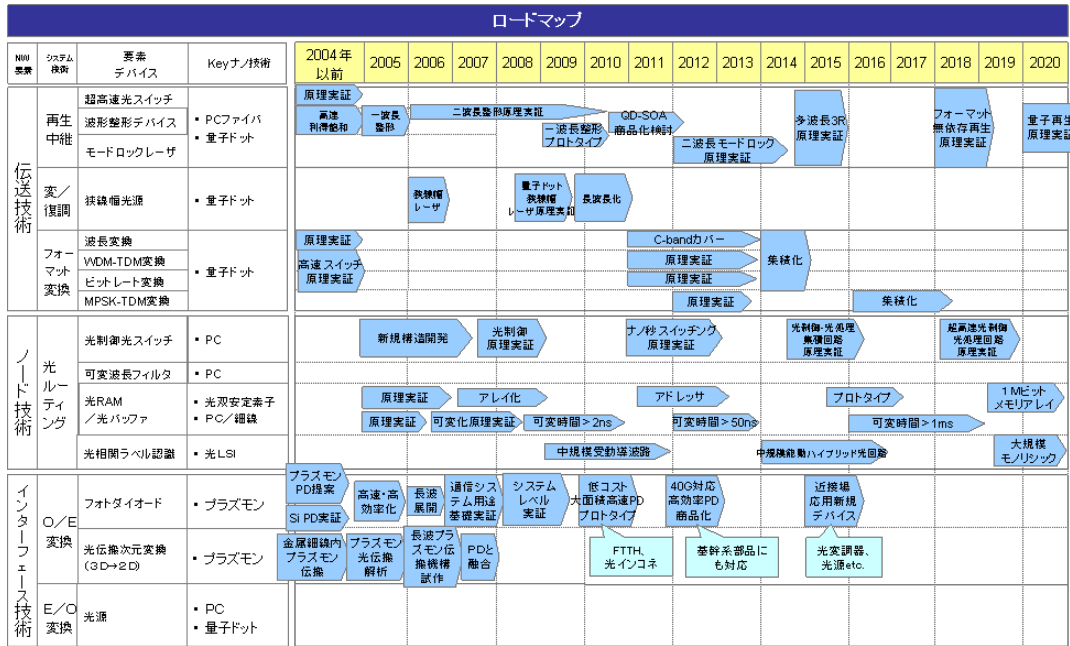 ロードマップ
NW
要素
システム
技術
要素
デバイス
Keyナノ技術
2004年
以前
2005
2006
2007
2008
2009
2010
2011
2012
2013
2014
2015
2016
2017
2018
2019
2020
伝送技術
再生
中継
超高速光スイッチ
波形整形デバイス
モードロックレーザ
• PCファイバ
• 量子ドット
原理実証
高速
利得飽和
一波長
整形
二波長整形原理実証
一波長整形
プロトタイプ
QD-SOA
商品化検討
二波長モードロック
原理実証
多波長3R
原理実証
フォーマット
無依存再生
原理実証
量子再生
原理実証
変/
復調
狭線幅光源
• 量子ドット
狭線幅
レーザ
量子ドット
狭線幅
レーザ原理実証
長波長化
フォー
マット
変換
波長変換
WDM-TDM変換
ビットレート変換
MPSK-TDM変換
• 量子ドット
原理実証
高速スイッチ
原理実証
C-bandカバー
原理実証
原理実証
原理実証
集積化
集積化
ノード技術
光
ルー
ティ
ング
光制御光スイッチ
• PC
新規構造開発
光制御
原理実証
ナノ秒スイッチング
原理実証
光制御・光処理
集積回路
原理実証
超高速光制御
光処理回路
原理実証
可変波長フィルタ
• PC
光RAM
/光バッファ
• 光双安定素子
• PC/細線
原理実証
アレイ化
アドレッサ
プロトタイプ
1Mビット
メモリアレイ
原理実証
可変化原理実証
可変時間>2ns
可変時間>50ns
可変時間>1ms
光相関ラベル認識
• 光LSI
中規模受動導波路
中規模能動ハイブリッド光回路
大規模
モノリシック
インターフェース技術
O/E
変換
フォトダイオード
• プラズモン
プラズモン
PD提案
Si PD実証
高速・高
効率化
長波
展開
通信シス
テム用途
基礎実証
システム
レベル
実証
低コスト
大面積高速PD
プロトタイプ
40G対応
高効率PD
商品化
近接場
応用新規
デバイス
光伝搬次元変換
(3D→2D)
• プラズモン
金属細線内
プラズモン
伝搬
プラズモン
光伝搬
解析
長波プラ
ズモン伝
搬機構
試作
PDと
融合
FTTH、
光インコネ
基幹系部品に
も対応
光変調器、
光源etc.
E/O
変換
光源
• PC
• 量子ドット